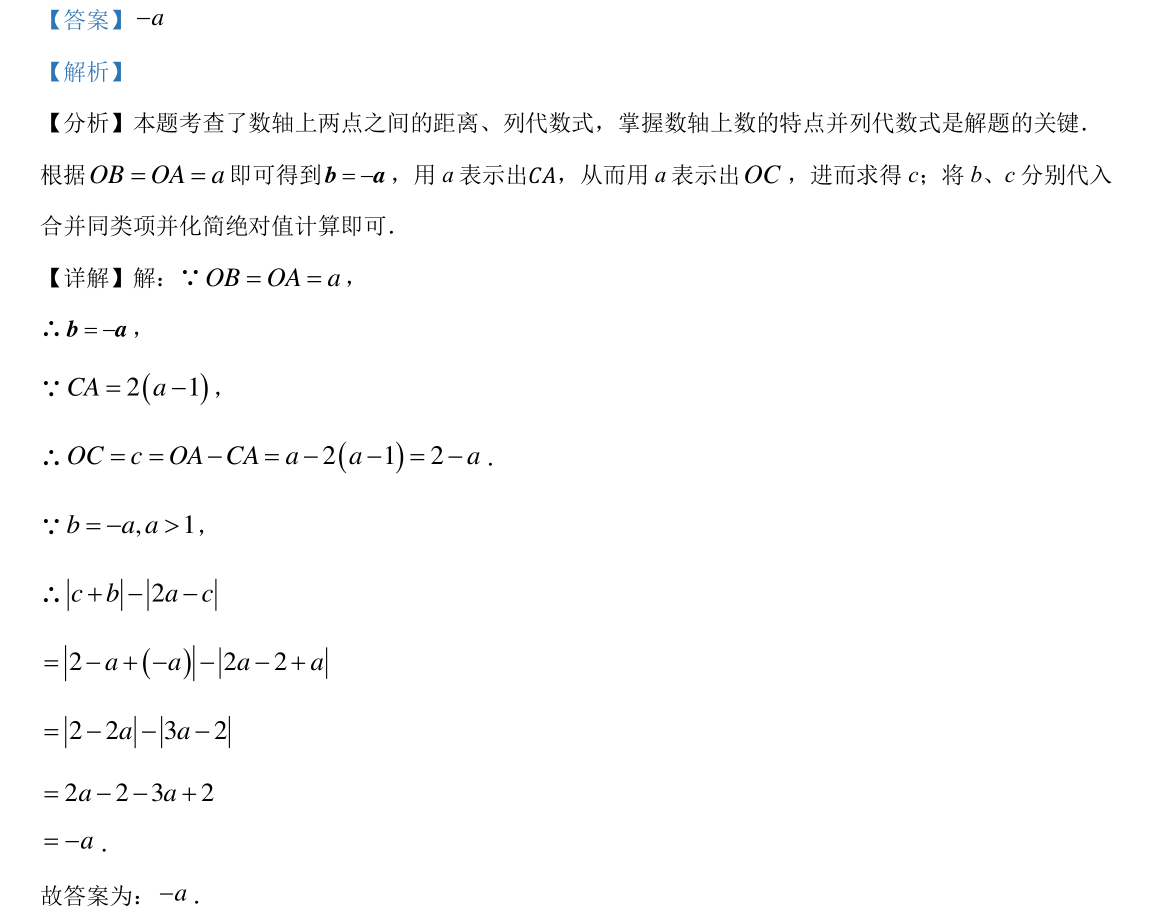 【答案】−a
【解析】
【分析】本题考查了数轴上两点之间的距离、列代数式，掌握数轴上数的特点并列代数式是解题的关键．
根据OB = OA = a即可得到b = −a，用 a 表示出CA，从而用 a 表示出OC，进而求得 c；将 b、c 分别代入
合并同类项并化简绝对值计算即可．
【详解】解：∵OB = OA = a，
∴b = −a，
∵CA = 2(a−1)，
∴OC = c = OA − CA = a − 2(a−1) = 2 − a．
∵b = −a, a > 1，
∴|c + b| − |2a − c|
= |2 − a + (−a)| − |2a − 2 + a|
= |2 − 2a| − |3a − 2|
= 2a − 2 − 3a + 2
= −a．
故答案为：−a．